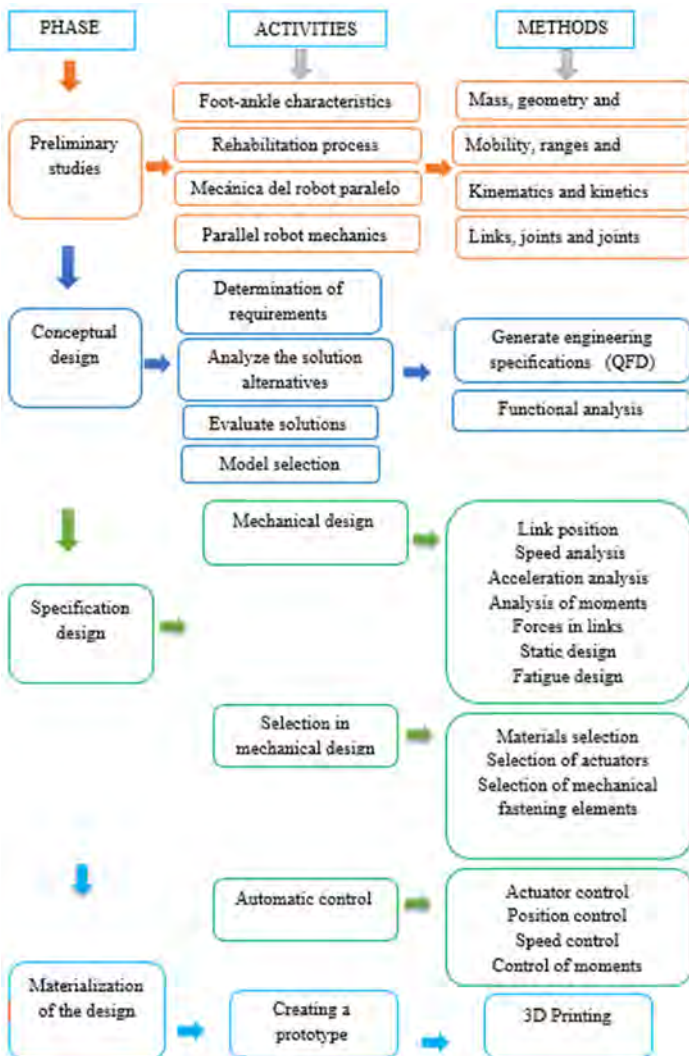 PHASE
ACTIVITIES
METHODS
Preliminary
studies
Foot-ankle characteristics
Rehabilitation process
Mecánica del robot paralelo
Parallel robot mechanics
Mass, geometry and
Mobility, ranges and
Kinematics and kinetics
Links, joints and joints
Conceptual
design
Determination of
requirements
Analyze the solution
alternatives
Evaluate solutions
Model selection
Generate engineering
specifications (QFD)
Functional analysis
Specification
design
Mechanical design
Link position
Speed analysis
Acceleration analysis
Analysis of moments
Forces in links
Static design
Fatigue design
Selection in
mechanical design
Materials selection
Selection of actuators
Selection of mechanical
fastening elements
Automatic control
Actuator control
Position control
Speed control
Control of moments
Materialization
of the design
Creating a
prototype
3D Printing